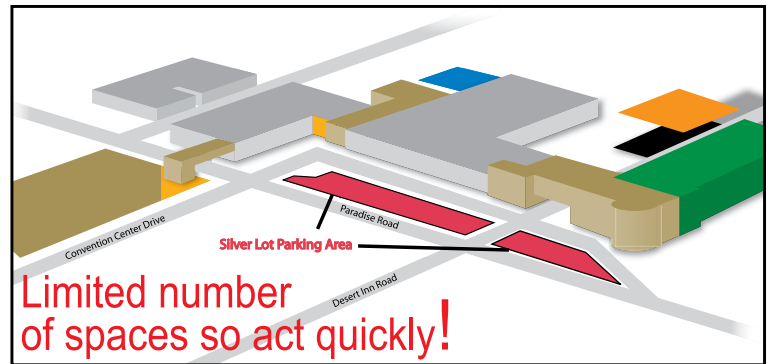 Convention Center Drive
Paradise Road
Silver Lot Parking Area
Desert Inn Road
Limited number
of spaces so act quickly!